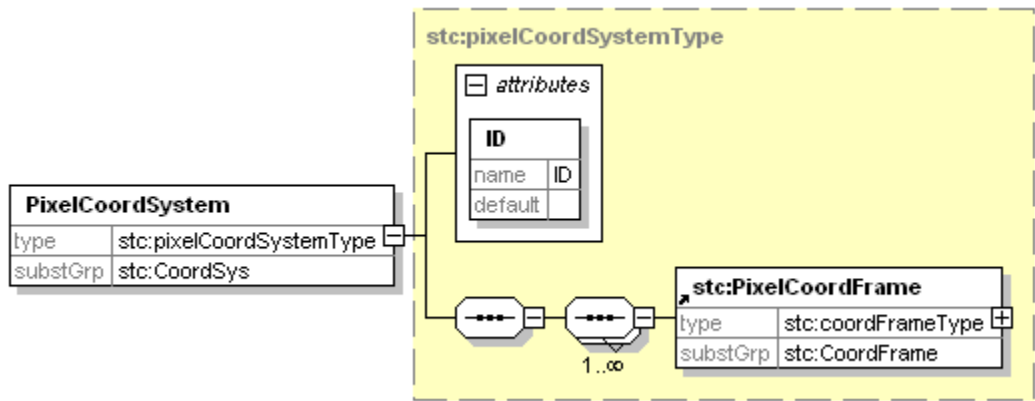 stc:pixelCoordSystemType
attributes
ID
name ID
default
PixelCoordSystem
type stc:pixelCoordSystemType
substGrp stc:CoordSys
stc:PixelCoordFrame
type stc:coordFrameType
substGrp stc:CoordFrame
1..∞